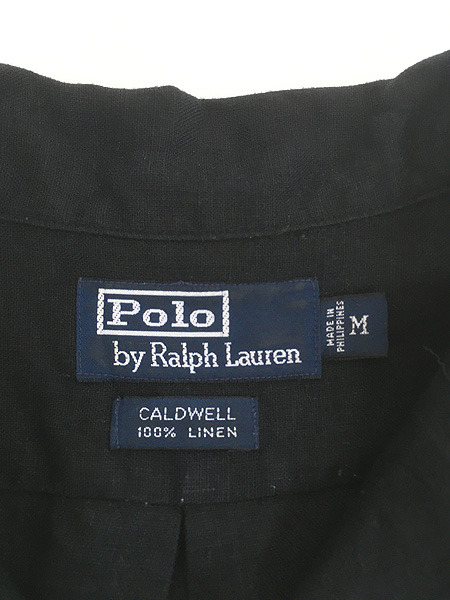 Polo
by Ralph Lauren
MADE IN
PHILIPPINES
M
CALDWELL
100% LINEN